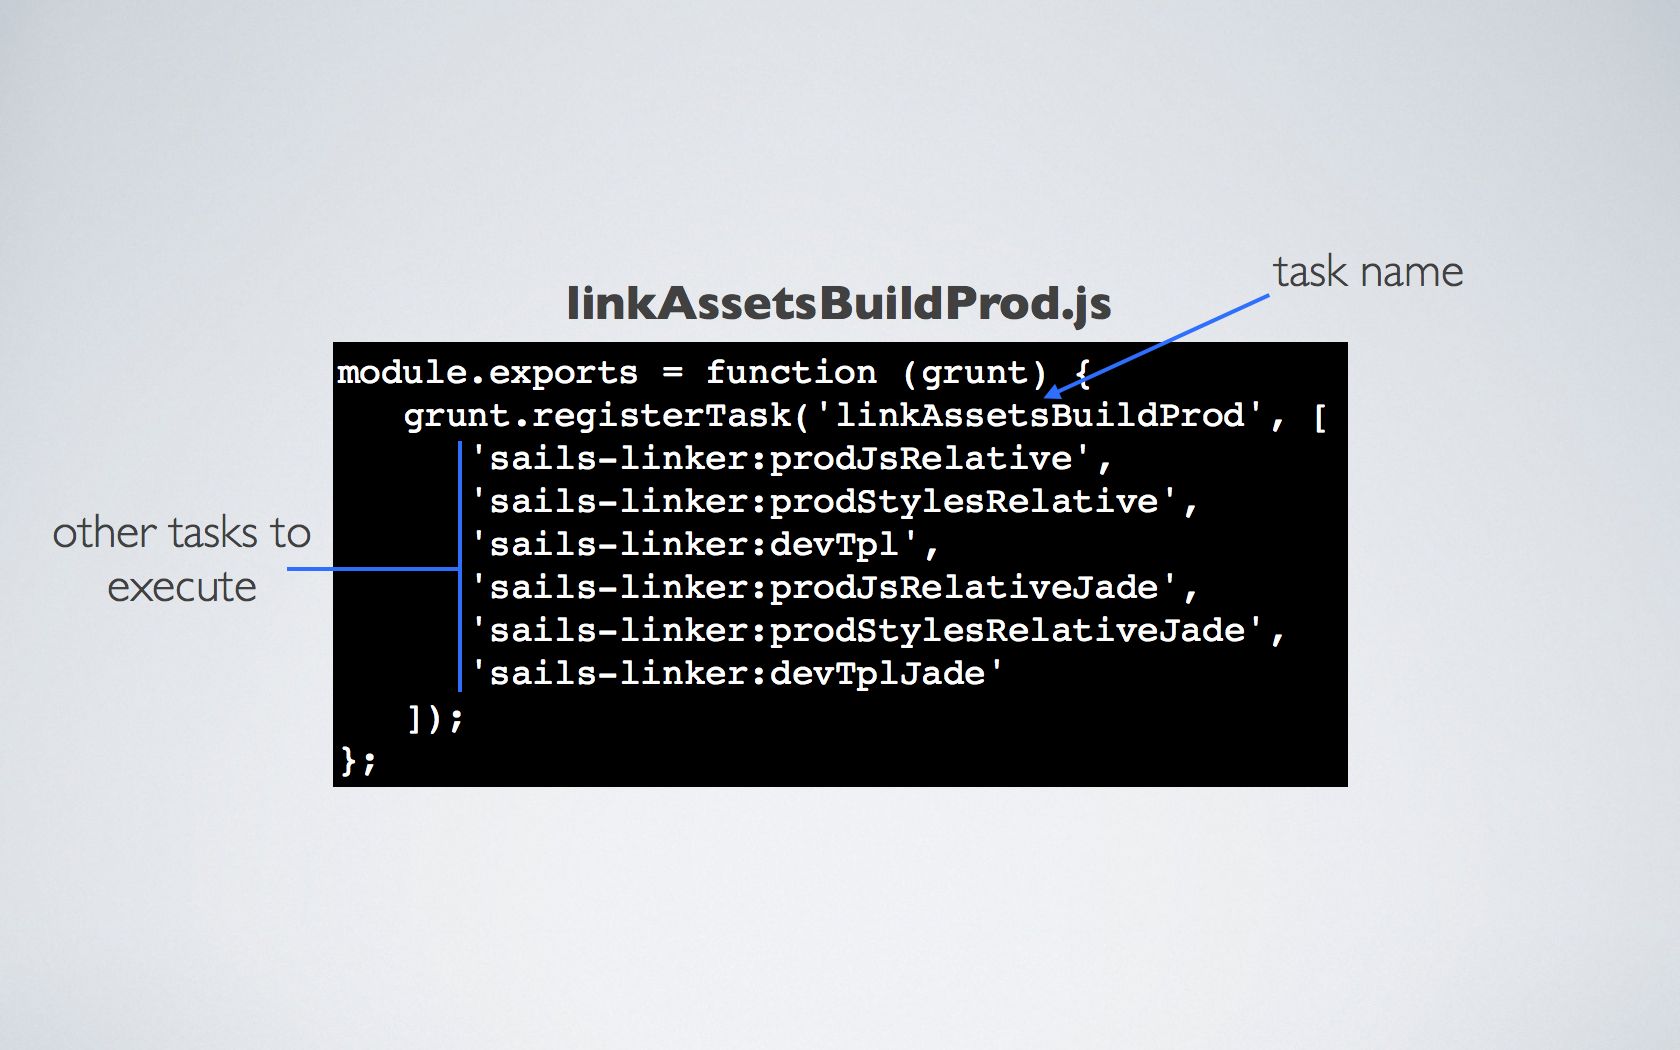 task name
linkAssetsBuildProd.js
module.exports = function (grunt) {
grunt.registerTask('linkAssetsBuildProd', [
'sails-linker:prodJsRelative',
'sails-linker:prodStylesRelative',
'sails-linker:devTpl',
'sails-linker:prodJsRelativeJade',
'sails-linker:prodStylesRelativeJade',
'sails-linker:devTplJade'
]);
};
other tasks to
execute